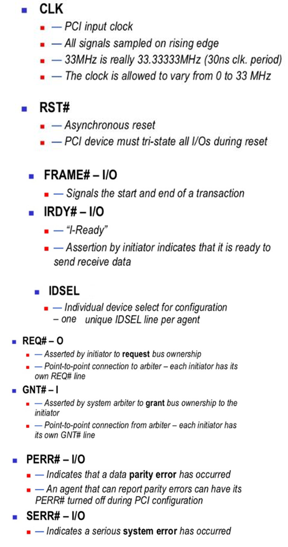 CLK
— PCI input clock
— All signals sampled on rising edge
— 33MHz is really 33.33333MHz (30ns clk. period)
— The clock is allowed to vary from 0 to 33 MHz
RST#
— Asynchronous reset
— PCI device must tri-state all I/Os during reset
FRAME# – I/O
— Signals the start and end of a transaction
IRDY# – I/O
— “I-Ready”
— Assertion by initiator indicates that it is ready to
send receive data
IDSEL
— Individual device select for configuration
– one unique IDSEL line per agent
REQ# – O
— Asserted by initiator to request bus ownership
— Point-to-point connection to arbiter – each initiator has its
own REQ# line
GNT# – I
— Asserted by system arbiter to grant bus ownership to the
initiator
— Point-to-point connection from arbiter – each initiator has
its own GNT# line
PERR# – I/O
— Indicates that a data parity error has occurred
— An agent that can report parity errors can have its
PERR# turned off during PCI configuration
SERR# – I/O
— Indicates a serious system error has occurred